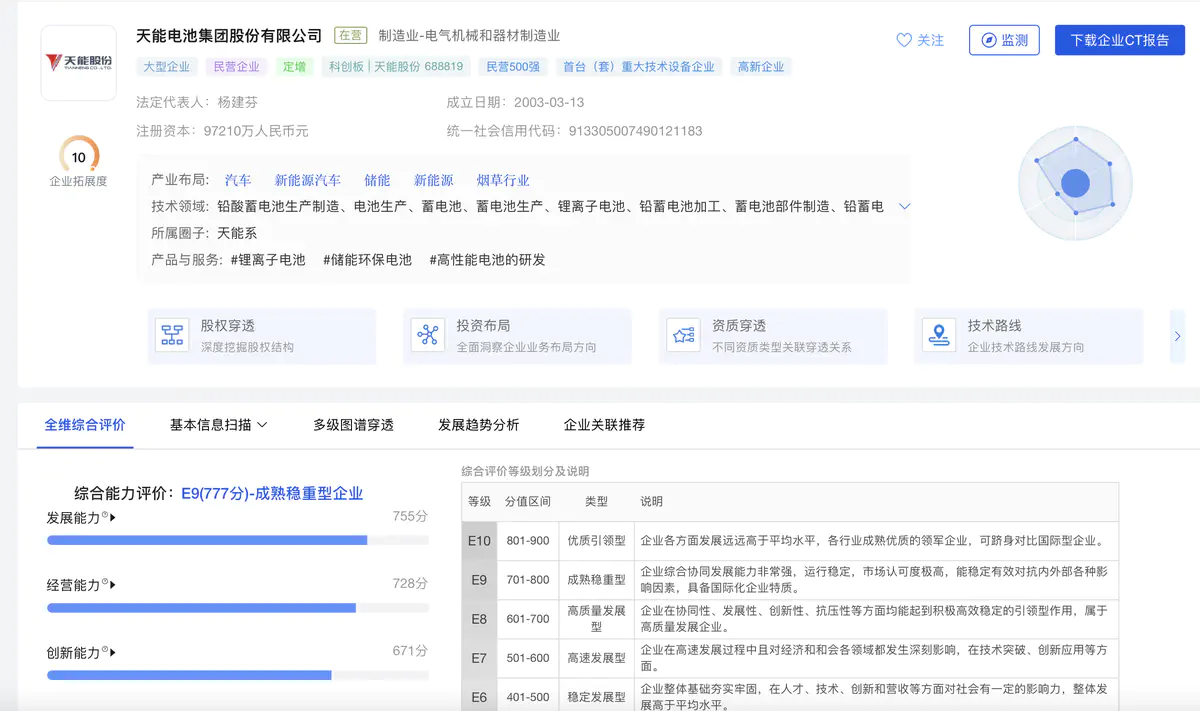 天能电池集团股份有限公司 在营 制造业-电气机械和器材制造业
关注
监测
下载企业CT报告
天能股份
TIANNENG CO.,LTD.
大型企业 民营企业 定增 科创板 | 天能股份 688819 民营500强 首台（套）重大技术设备企业 高新企业
法定代表人：杨建芬 成立日期：2003-03-13
注册资本：97210万人民币元 统一社会信用代码：913305007490121183
10
企业拓展度
产业布局: 汽车 新能源汽车 储能 新能源 烟草行业
技术领域: 铅酸蓄电池生产制造、电池生产、蓄电池、蓄电池生产、锂离子电池、铅蓄电池加工、蓄电池部件制造、铅蓄电
所属圈子: 天能系
产品与服务: #锂离子电池 #储能环保电池 #高性能电池的研发
股权穿透
深度挖掘股权结构
投资布局
全面洞察企业业务布局方向
资质穿透
不同资质类型关联穿透关系
技术路线
企业技术路线发展方向
全维综合评价 基本信息扫描 多级图谱穿透 发展趋势分析 企业关联推荐
综合能力评价：E9(777分)-成熟稳重型企业
发展能力 755分
经营能力 728分
创新能力 671分
综合评价等级划分及说明
等级 分值区间 类型 说明
E10 801-900 优质引领型 企业各方面发展远远高于平均水平，各行业成熟优质的领军企业，可跻身对比国际型企业。
E9 701-800 成熟稳重型 企业综合协同发展能力非常强，运行稳定，市场认可度极高，能稳定有效对抗内外部各种影
响因素，具备国际化企业特质。
E8 601-700 高质量发展
型 企业在协同性、发展性、创新性、抗压性等方面均能起到积极高效稳定的引领型作用，属于
高质量发展企业。
E7 501-600 高速发展型 企业在高速发展过程中且对经济和和会各领域都发生深刻影响，在技术突破、创新应用等方
面。
E6 401-500 稳定发展型 企业整体基础夯实牢固，在人才、技术、创新和营收等方面对社会有一定的影响力，整体发
展高于平均水平。